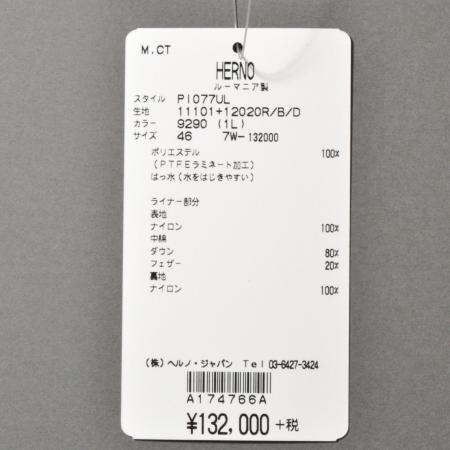 M.CT
HERNO
ルーマニア製
スタイル PI077UL
生地 11101+12020R/B/D
カラー 9290 (1L)
サイズ 46 7W-132000
ポリエステル 100%
(PTFEラミネート加工)
はっ水(水をはじきやすい)
ライナー部分
表地
ナイロン 100%
中綿
ダウン 80%
フェザー 20%
裏地
ナイロン 100%
(株)ヘルノ・ジャパン Tel 03-6427-3424
A174766A
¥132,000+税